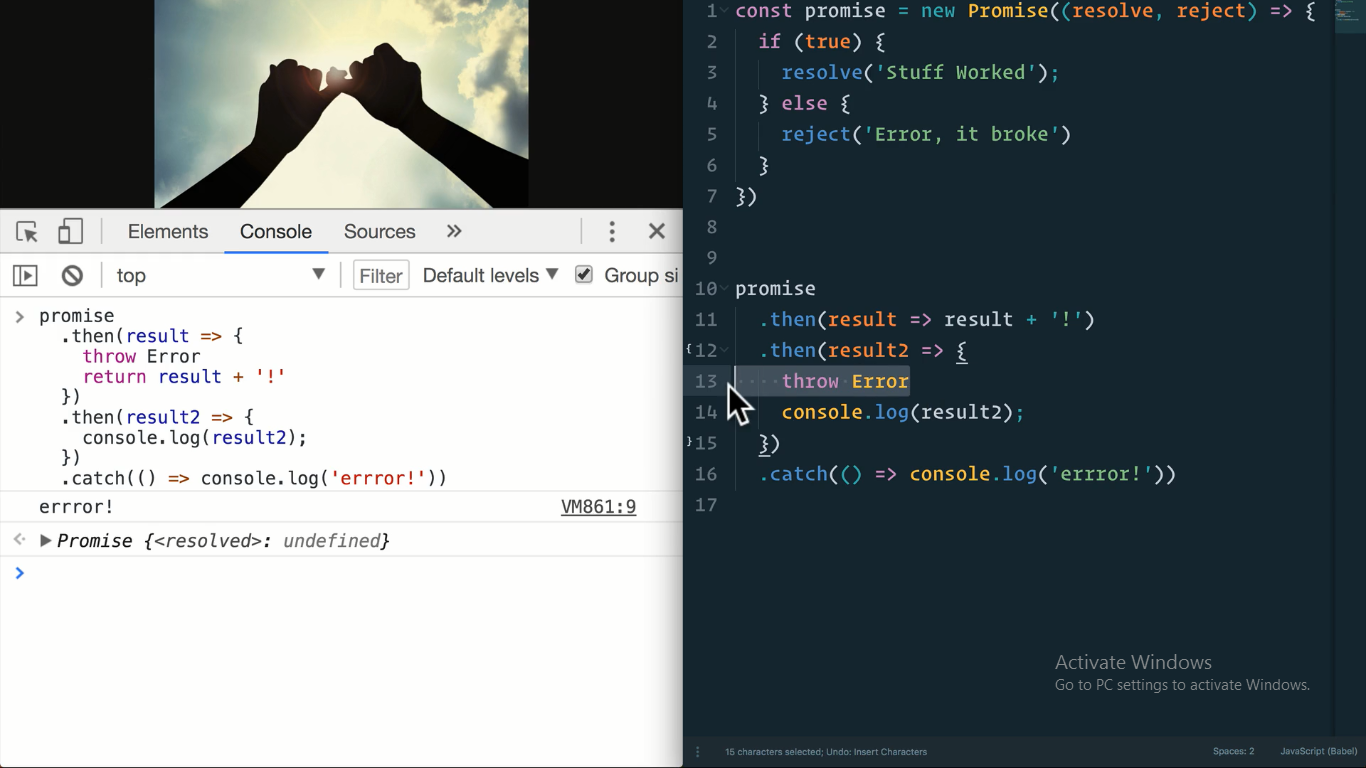 Elements Console Sources »
top Filter Default levels Group si
promise
.then(result => {
throw Error
return result + '!'
})
.then(result2 => {
console.log(result2);
})
.catch(() => console.log('errror!'))
errror! VM861:9
Promise {<resolved>: undefined}
1 const promise = new Promise((resolve, reject) => {
2 if (true) {
3 resolve('Stuff Worked');
4 } else {
5 reject('Error, it broke')
6 }
7 })
8
9
10 promise
11 .then(result => result + '!')
{12 .then(result2 => {
13 throw Error
14 console.log(result2);
}15 })
16 .catch(() => console.log('errror!'))
17
Activate Windows
Go to PC settings to activate Windows.
15 characters selected; Undo: Insert Characters Spaces: 2 JavaScript (Babel)